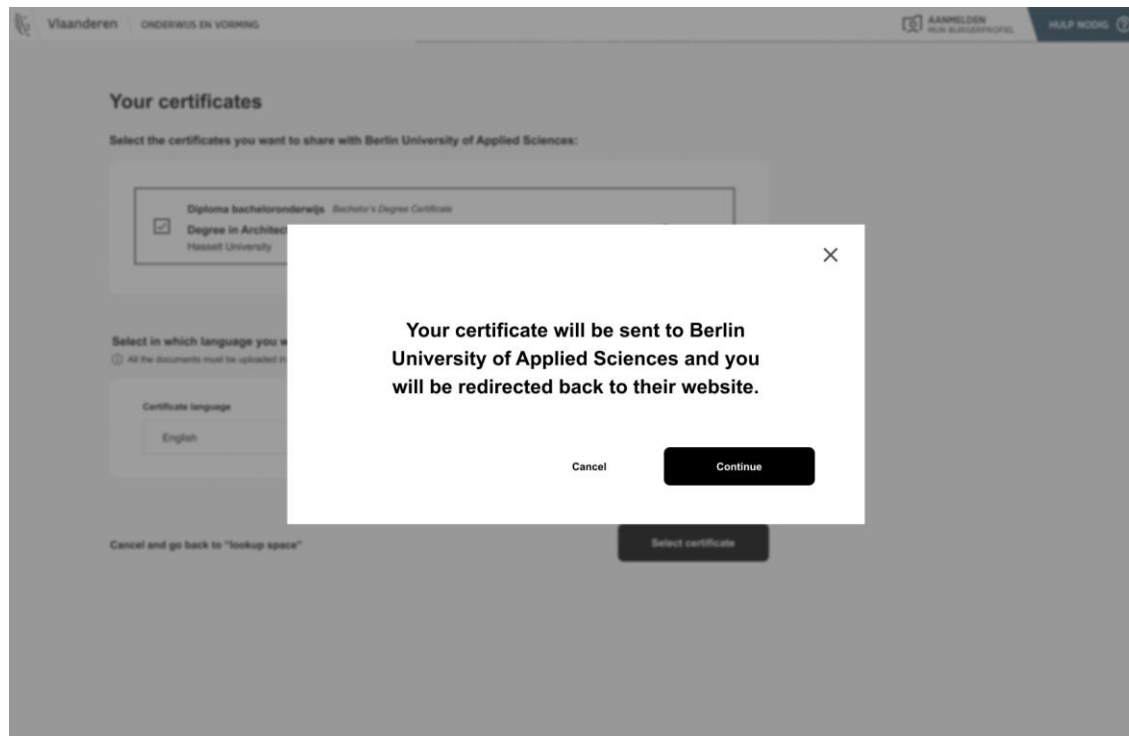 Vlaanderen ONDERWIJS EN VORMING
AANMELDEN
MIJN BURGERPROFIEL
HULP NODIG ?
Your certificates
Select the certificates you want to share with Berlin University of Applied Sciences:
Diploma bacheloronderwijs Bachelor's Degree Certificate
Degree in Architect
Hasselt University
Select in which language you w
All the documents must be uploaded in
Certificate language
English
Your certificate will be sent to Berlin
University of Applied Sciences and you
will be redirected back to their website.
Cancel Continue
Cancel and go back to "lookup space"
Select certificate